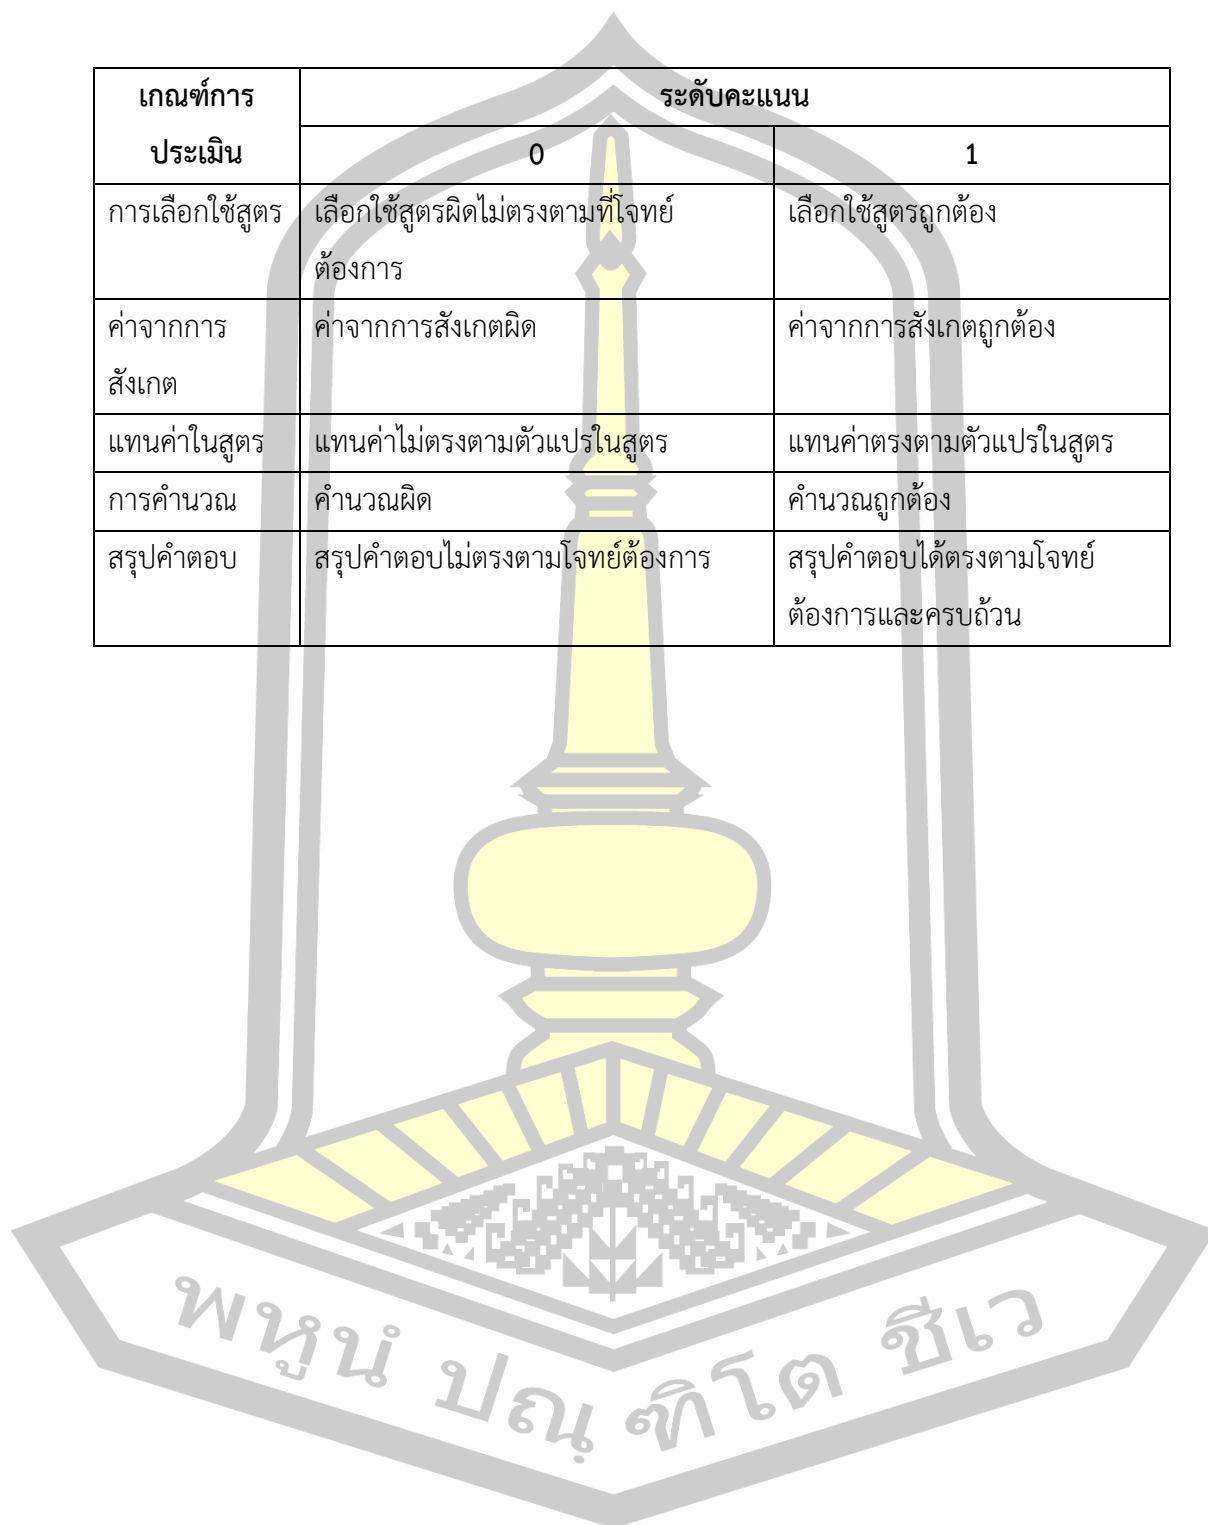 เกณฑ์การ ระดับคะแนน
ประเมิน 0 1
การเลือกใช้สูตร เลือกใช้สูตรผิดไม่ตรงตามที่โจทย์ เลือกใช้สูตรถูกต้อง
ต้องการ
ค่าจากการ ค่าจากการสังเกตผิด ค่าจากการสังเกตถูกต้อง
สังเกต
แทนค่าในสูตร แทนค่าไม่ตรงตามตัวแปรในสูตร แทนค่าตรงตามตัวแปรในสูตร
การคำนวณ คำนวณผิด คำนวณถูกต้อง
สรุปคำตอบ สรุปคำตอบไม่ตรงตามโจทย์ต้องการ สรุปคำตอบได้ตรงตามโจทย์
ต้องการและครบถ้วน
พหูนํ ปณฺ ฑิโต ชีเว